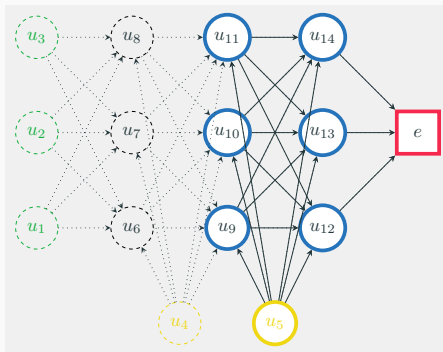 u₃ u₈ u₁₁ u₁₄
u₂ u₇ u₁₀ u₁₃ e
u₁ u₆ u₉ u₁₂
u₄ u₅